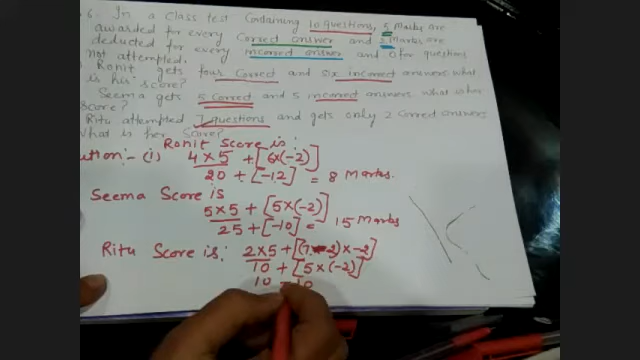 .6. In a class test containing 10 questions, 5 Marks are
awarded for every correct answer and Marks are
deducted for every incorrect answer and 0 for questions
not attempted.
Ronit gets four correct and six incorrect answers what
is his score?
Seema gets 5 correct and 5 incorrect answers what is her
score?
Ritu attempted 7 questions and gets only 2 correct answers
What is her score?
Ronit Score is:
ution:- (i) 4 × 5 + [6×(-2)]
20 + [-12] = 8 Marks.
Seema Score is
5 × 5 + [5×(-2)]
25 + [-10] = 15 Marks
Ritu Score is: 2 × 5 + [(7-2) × -2)]
10 + [5 × (-2)]
10 - 10